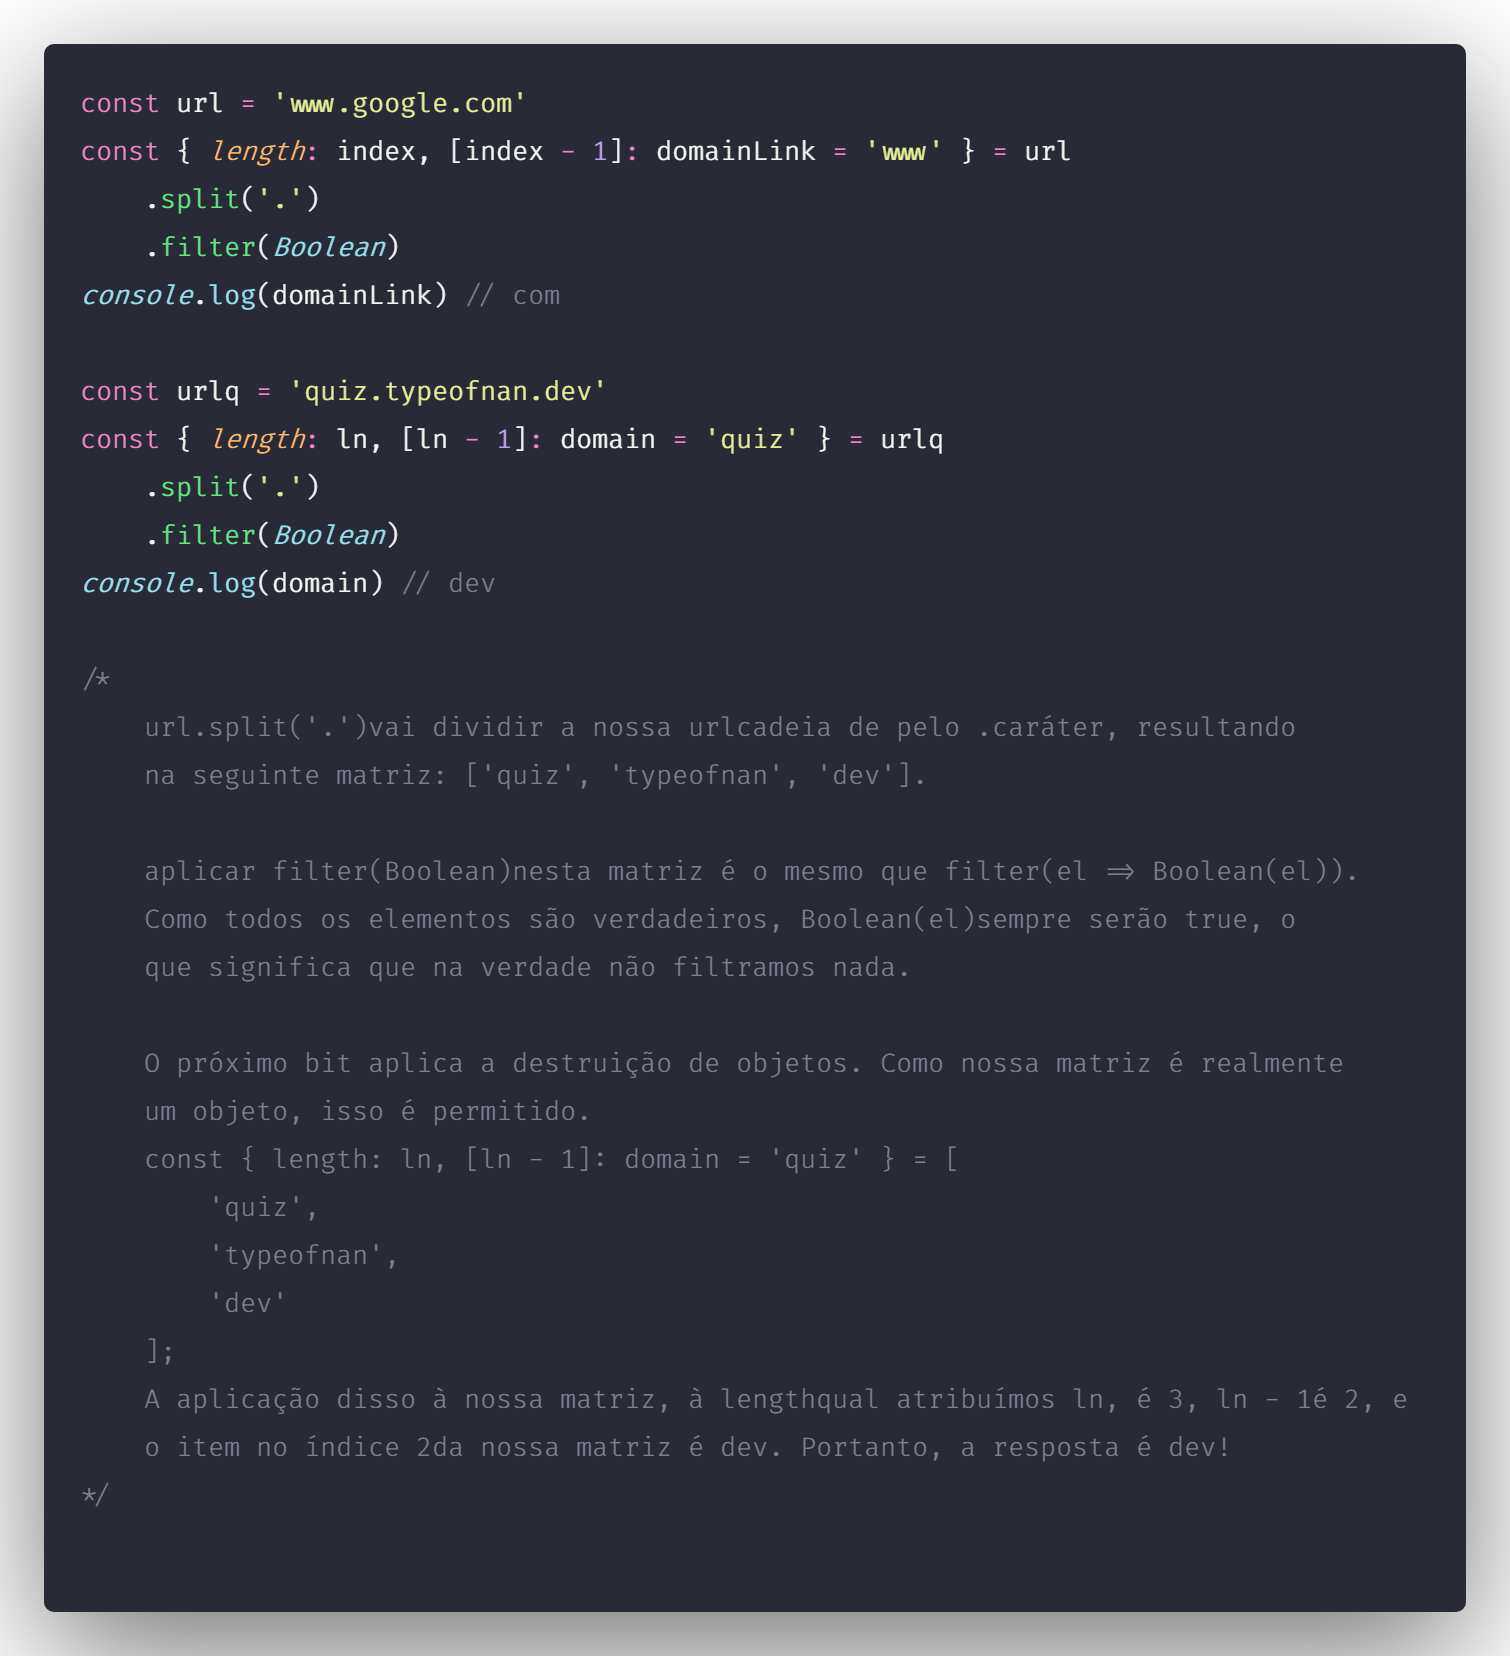 const url = 'www.google.com'
const { length: index, [index - 1]: domainLink = 'www' } = url
    .split('.')
    .filter(Boolean)
console.log(domainLink) // com

const urlq = 'quiz.typeofnan.dev'
const { length: ln, [ln - 1]: domain = 'quiz' } = urlq
    .split('.')
    .filter(Boolean)
console.log(domain) // dev

/*
    url.split('.')vai dividir a nossa urlcadeia de pelo .caráter, resultando
    na seguinte matriz: ['quiz', 'typeofnan', 'dev'].

    aplicar filter(Boolean)nesta matriz é o mesmo que filter(el => Boolean(el)).
    Como todos os elementos são verdadeiros, Boolean(el)sempre serão true, o
    que significa que na verdade não filtramos nada.

    O próximo bit aplica a destruição de objetos. Como nossa matriz é realmente
    um objeto, isso é permitido.
    const { length: ln, [ln - 1]: domain = 'quiz' } = [
        'quiz',
        'typeofnan',
        'dev'
    ];
    A aplicação disso à nossa matriz, à lengthqual atribuímos ln, é 3, ln - 1é 2, e
    o item no índice 2da nossa matriz é dev. Portanto, a resposta é dev!
*/